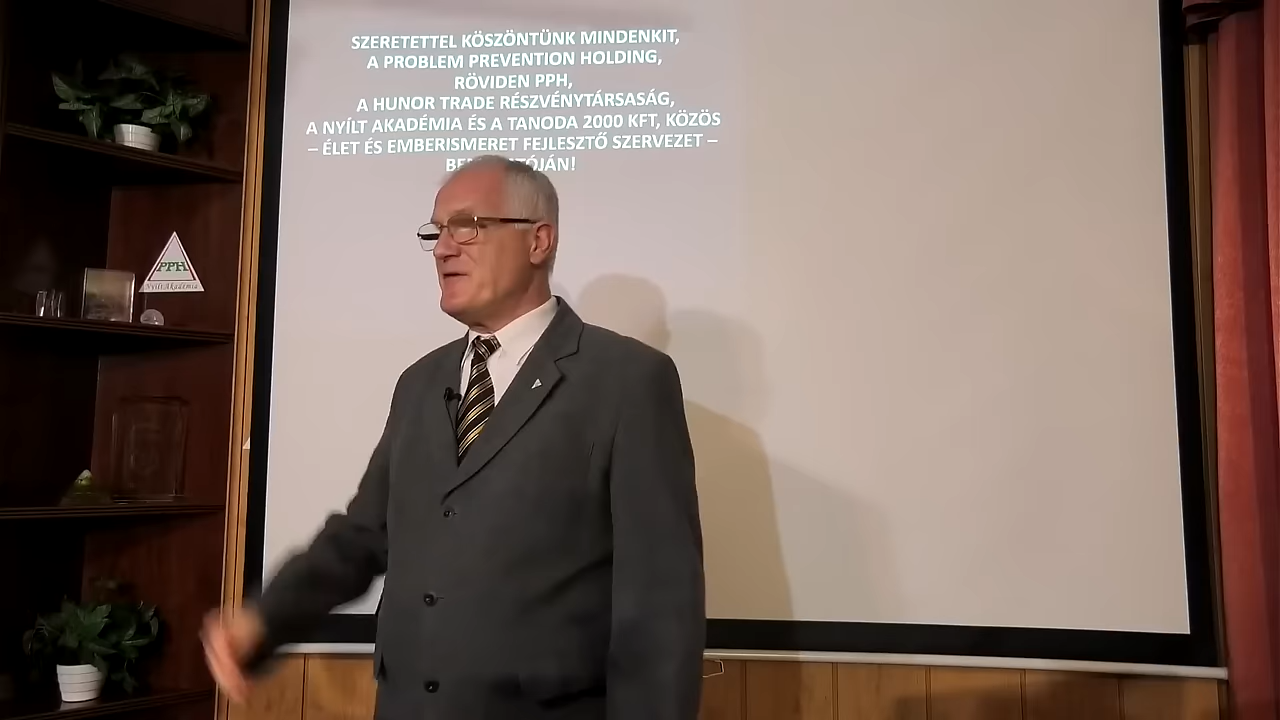 SZERETETTEL KÖSZÖNTÜNK MINDENKIT,
A PROBLEM PREVENTION HOLDING,
RÖVIDEN PPH,
A HUNOR TRADE RÉSZVÉNYTÁRSASÁG,
A NYÍLT AKADÉMIA ÉS A TANODA 2000 KFT, KÖZÖS
– ÉLET ÉS EMBERISMERET FEJLESZTŐ SZERVEZET –
PPH
Nyílt Akadémia